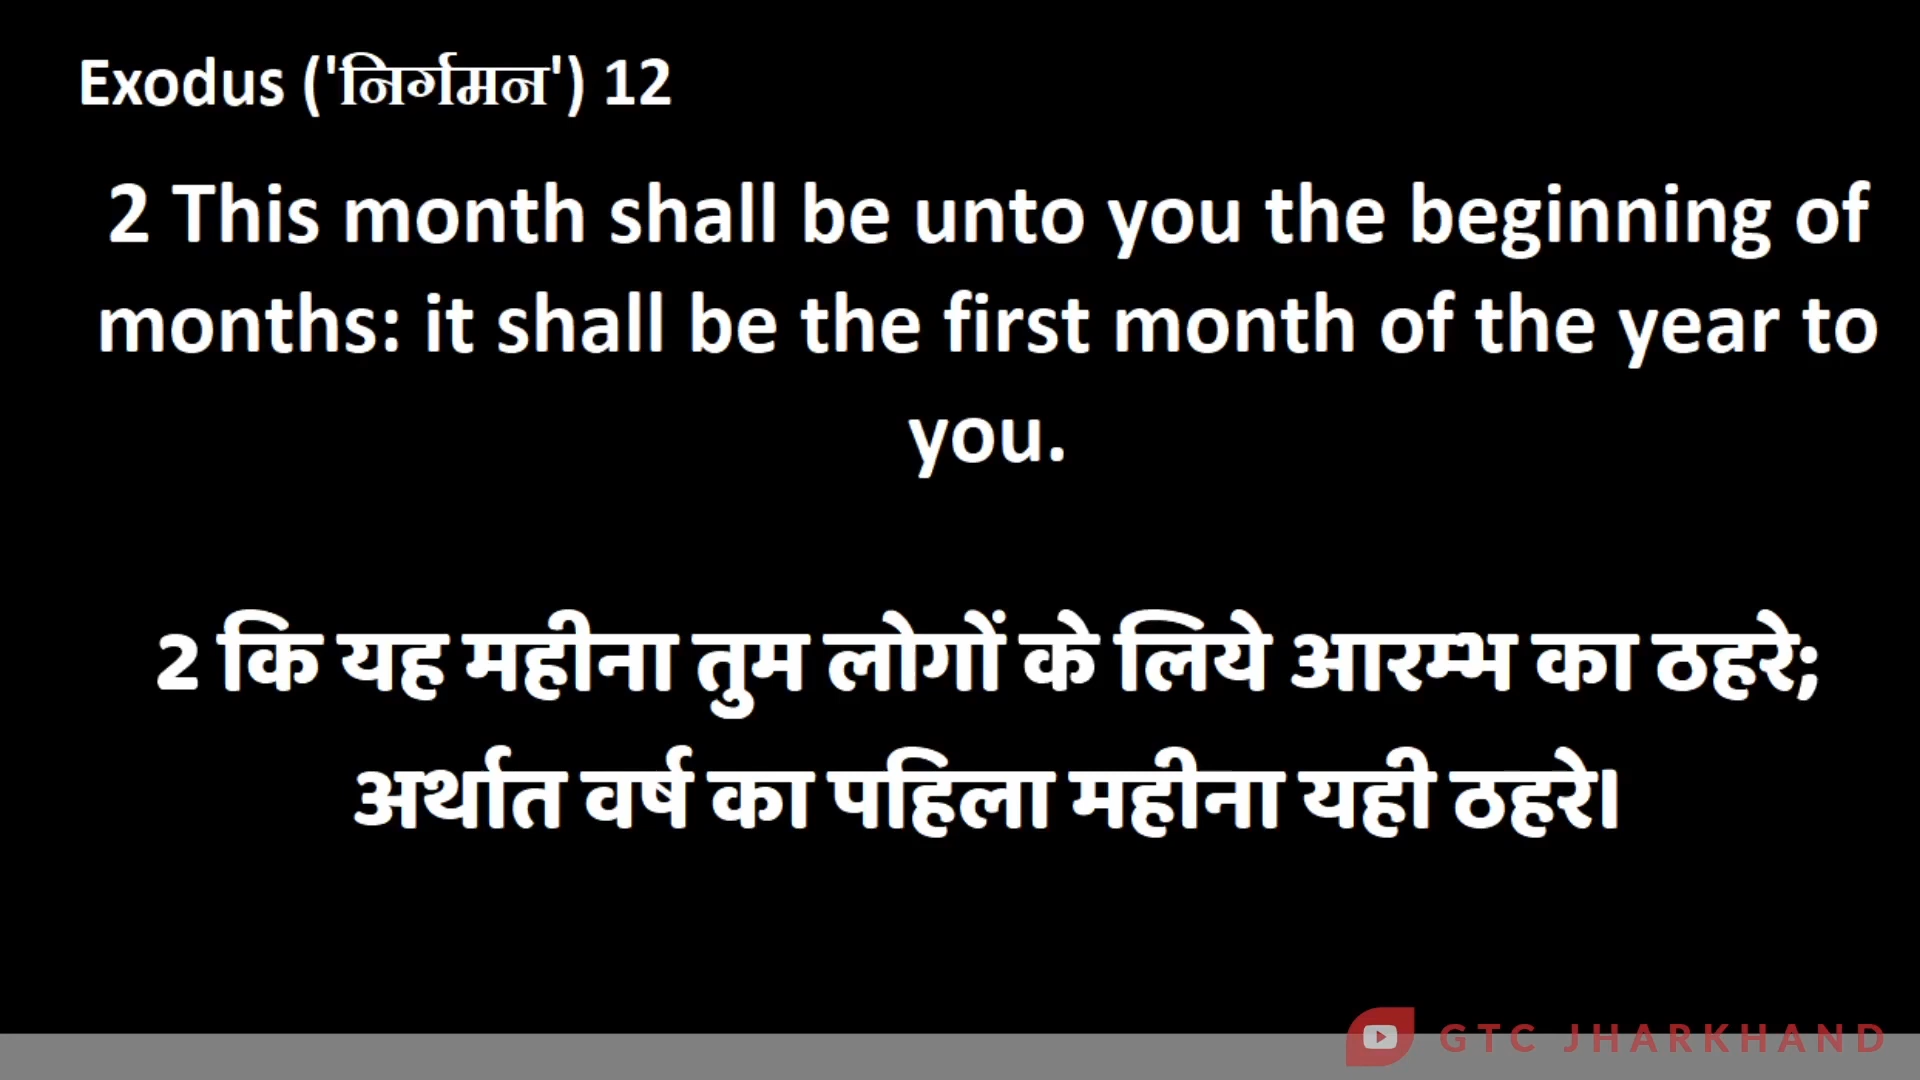 Exodus ('निर्गमन') 12
2 This month shall be unto you the beginning of
months: it shall be the first month of the year to
you.
2 कि यह महीना तुम लोगों के लिये आरम्भ का ठहरे;
अर्थात वर्ष का पहिला महीना यही ठहरे।
GTC JHARKHAND